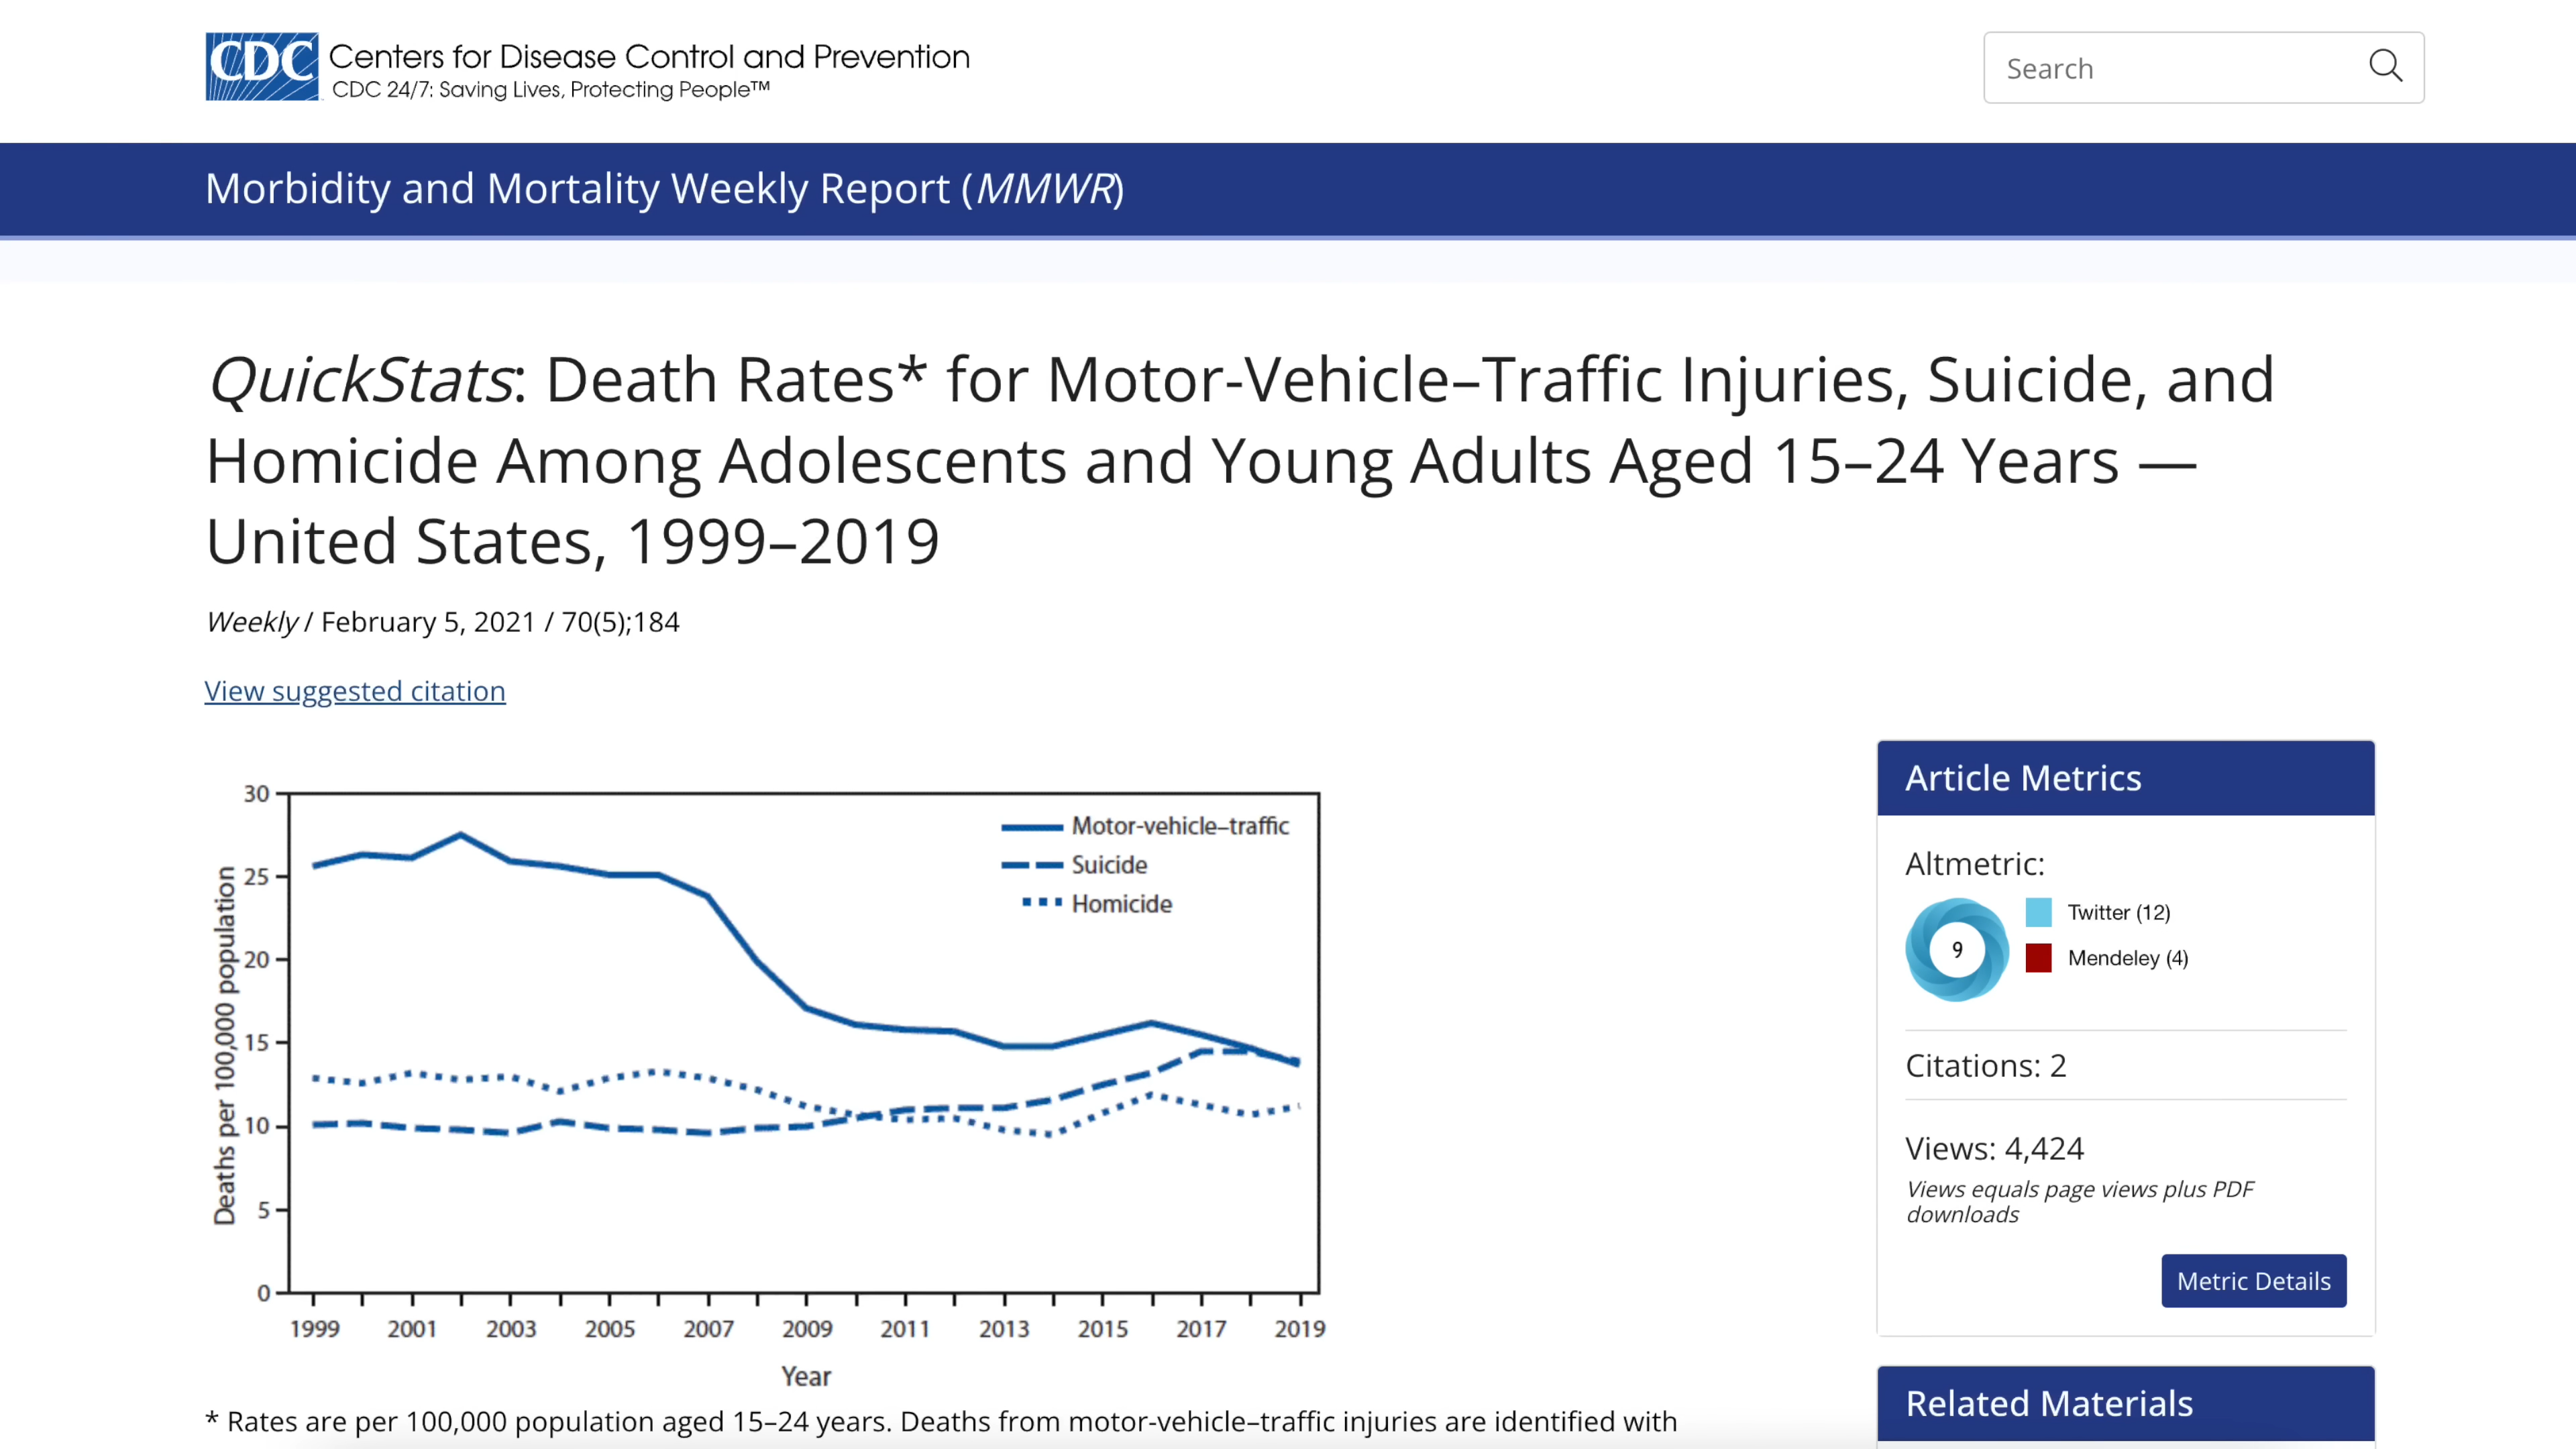 CDC Centers for Disease Control and Prevention
CDC 24/7: Saving Lives, Protecting People™
Search
Morbidity and Mortality Weekly Report (MMWR)
QuickStats: Death Rates* for Motor-Vehicle–Traffic Injuries, Suicide, and
Homicide Among Adolescents and Young Adults Aged 15–24 Years —
United States, 1999–2019
Weekly / February 5, 2021 / 70(5);184
View suggested citation
Deaths per 100,000 population
30
25
20
15
10
5
0
Motor-vehicle–traffic
Suicide
Homicide
1999 2001 2003 2005 2007 2009 2011 2013 2015 2017 2019
Year
* Rates are per 100,000 population aged 15–24 years. Deaths from motor-vehicle–traffic injuries are identified with
Article Metrics
Altmetric:
9
Twitter (12)
Mendeley (4)
Citations: 2
Views: 4,424
Views equals page views plus PDF
downloads
Metric Details
Related Materials